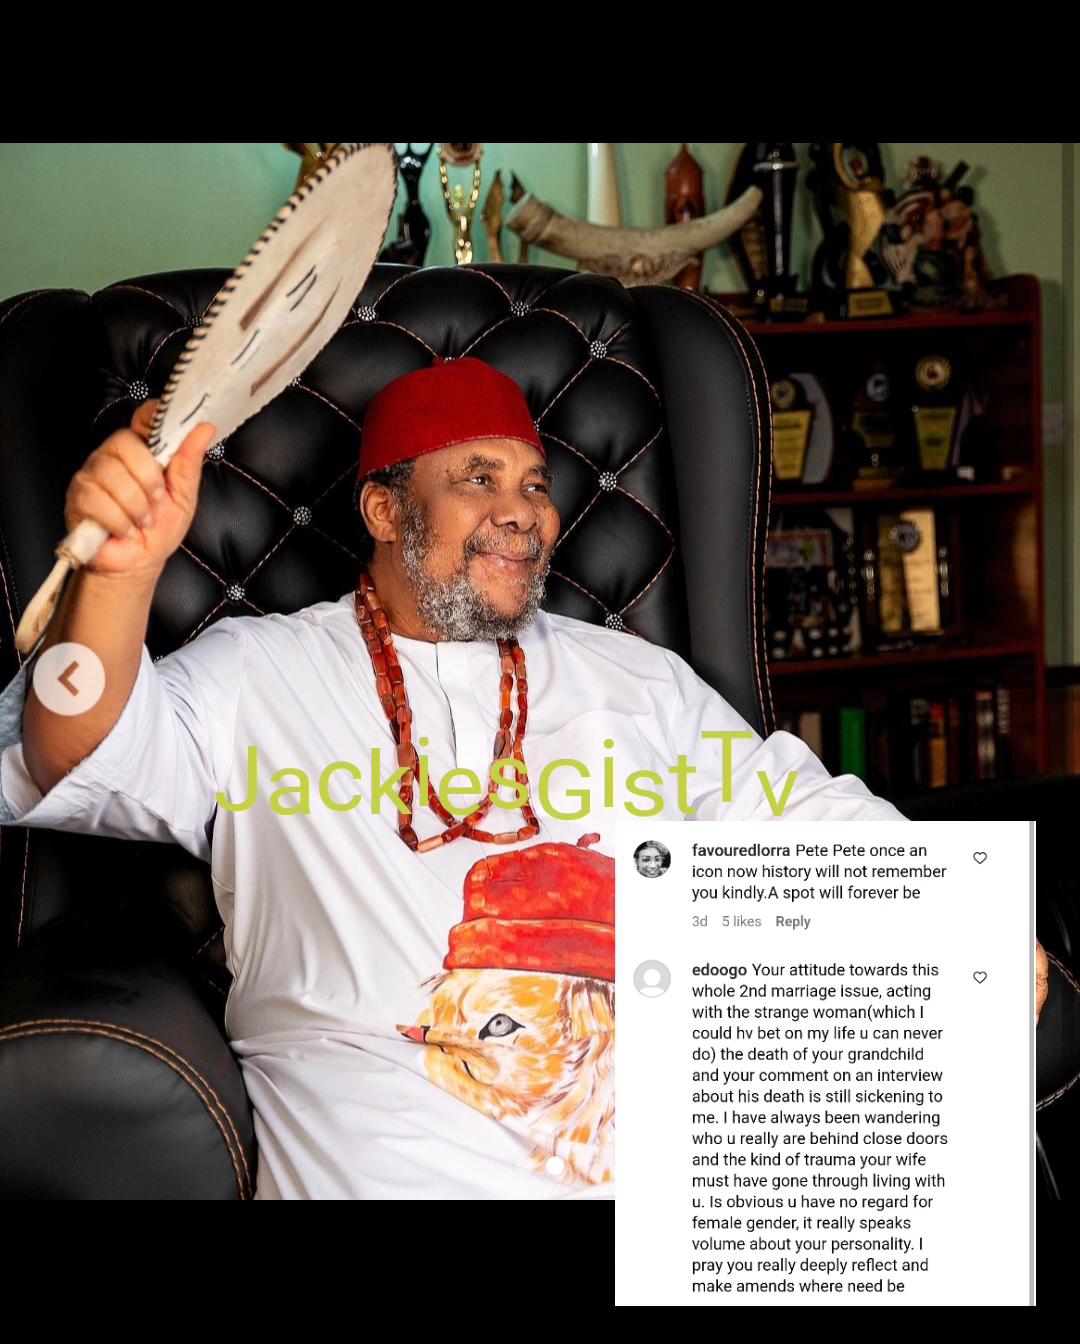 JackiesGistTv
favouredlorra Pete Pete once an
icon now history will not remember
you kindly.A spot will forever be
3d 5 likes Reply
edoogo Your attitude towards this
whole 2nd marriage issue, acting
with the strange woman(which I
could hv bet on my life u can never
do) the death of your grandchild
and your comment on an interview
about his death is still sickening to
me. I have always been wandering
who u really are behind close doors
and the kind of trauma your wife
must have gone through living with
u. Is obvious u have no regard for
female gender, it really speaks
volume about your personality. I
pray you really deeply reflect and
make amends where need be